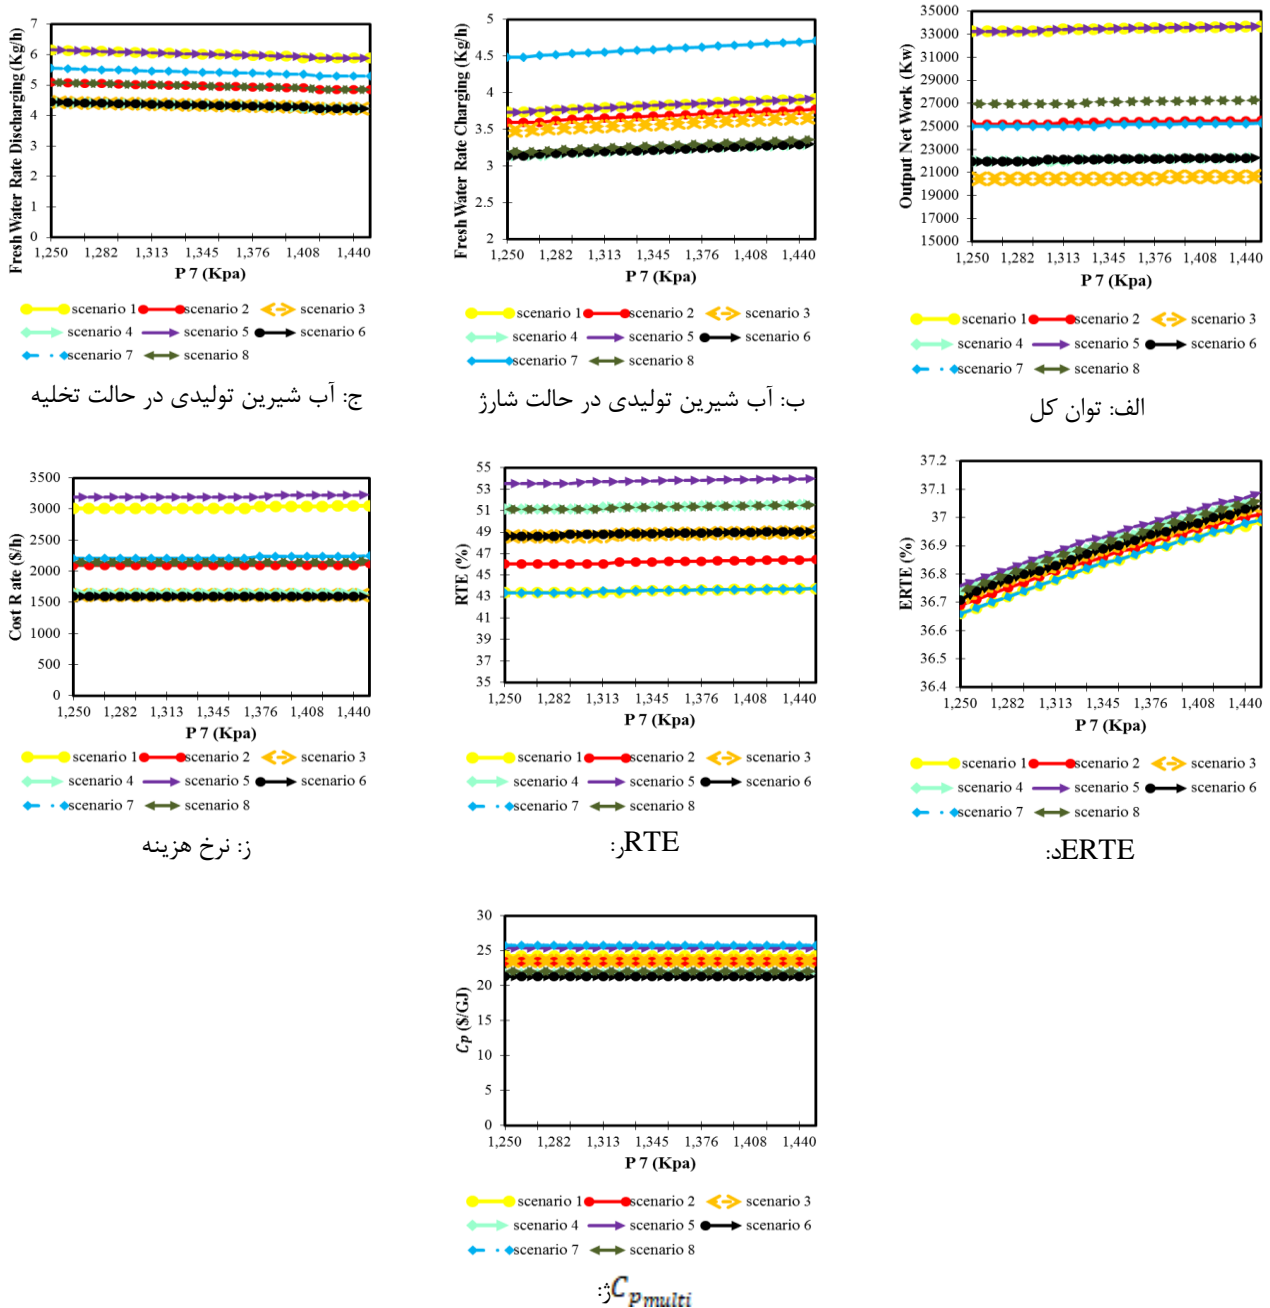 7
6
5
4
3
2
1
0
Fresh Water Rate Discharging (Kg/h)
1,250 1,282 1,313 1,345 1,376 1,408 1,440
P 7 (Kpa)
scenario 1 scenario 2 scenario 3
scenario 4 scenario 5 scenario 6
scenario 7 scenario 8
ج: آب شیرین تولیدی در حالت تخلیه
5
4.5
4
3.5
3
2.5
2
Fresh Water Rate Charging (Kg/h)
1,250 1,282 1,313 1,345 1,376 1,408 1,440
P 7 (Kpa)
scenario 1 scenario 2 scenario 3
scenario 4 scenario 5 scenario 6
scenario 7 scenario 8
ب: آب شیرین تولیدی در حالت شارژ
35000
33000
31000
29000
27000
25000
23000
21000
19000
17000
15000
Output Net Work (Kw)
1,250 1,282 1,313 1,345 1,376 1,408 1,440
P 7 (Kpa)
scenario 1 scenario 2 scenario 3
scenario 4 scenario 5 scenario 6
scenario 7 scenario 8
الف: توان کل
3500
3000
2500
2000
1500
1000
500
0
Cost Rate ($/h)
1,250 1,282 1,313 1,345 1,376 1,408 1,440
P 7 (Kpa)
scenario 1 scenario 2 scenario 3
scenario 4 scenario 5 scenario 6
scenario 7 scenario 8
ز: نرخ هزینه
55
53
51
49
47
45
43
41
39
37
35
RTE (%)
1,250 1,282 1,313 1,345 1,376 1,408 1,440
P 7 (Kpa)
scenario 1 scenario 2 scenario 3
scenario 4 scenario 5 scenario 6
scenario 7 scenario 8
ر:RTE
37.2
37.1
37
36.9
36.8
36.7
36.6
36.5
36.4
ERTE (%)
1,250 1,282 1,313 1,345 1,376 1,408 1,440
P 7 (Kpa)
scenario 1 scenario 2 scenario 3
scenario 4 scenario 5 scenario 6
scenario 7 scenario 8
د:ERTE
30
25
20
15
10
5
0
Cp ($/GJ)
1,250 1,282 1,313 1,345 1,376 1,408 1,440
P 7 (Kpa)
scenario 1 scenario 2 scenario 3
scenario 4 scenario 5 scenario 6
scenario 7 scenario 8
ژ:Cp multi